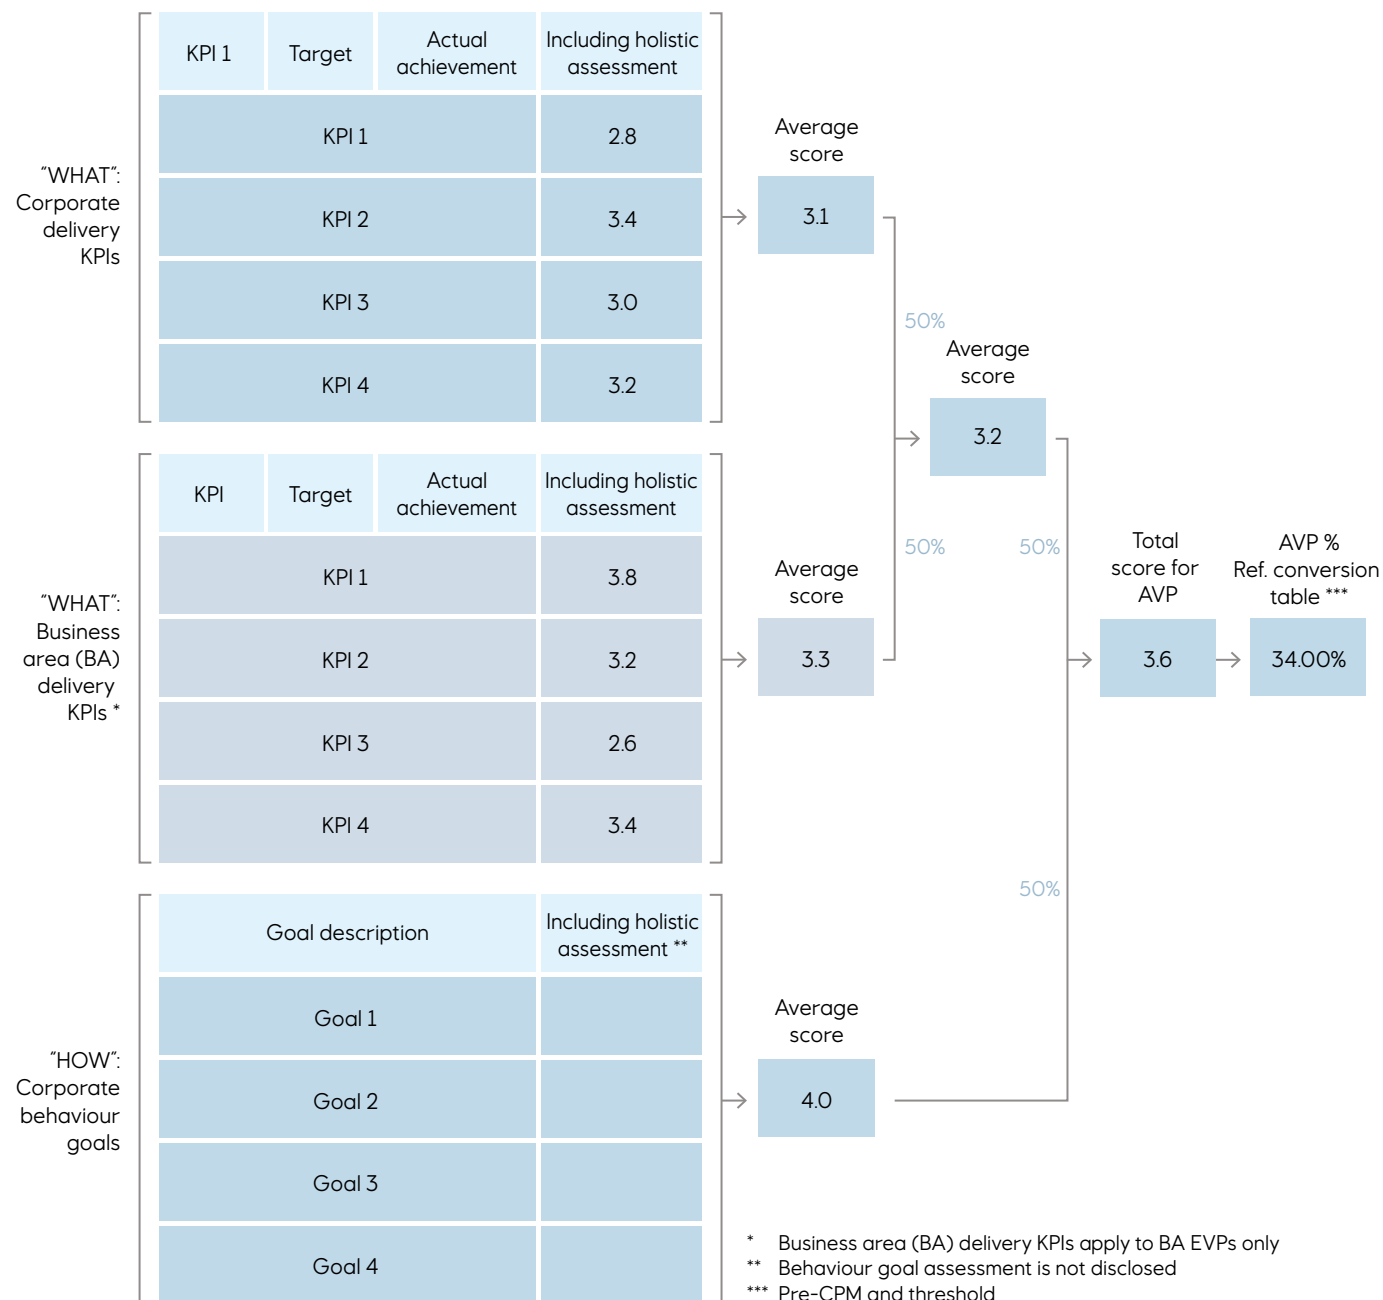 KPI 1
Target
Actual
achievement
Including holistic
assessment
"WHAT":
Corporate
delivery
KPIs
KPI 1
2.8
KPI 2
3.4
KPI 3
3.0
KPI 4
3.2
Average
score
3.1
50%
Average
score
3.2
KPI
Target
Actual
achievement
Including holistic
assessment
"WHAT":
Business
area (BA)
delivery
KPIs *
KPI 1
3.8
KPI 2
3.2
KPI 3
2.6
KPI 4
3.4
Average
score
3.3
50%
50%
Total
score for
AVP
3.6
AVP %
Ref. conversion
table ***
34.00%
50%
Goal description
Including holistic
assessment **
"HOW":
Corporate
behaviour
goals
Goal 1
Goal 2
Goal 3
Goal 4
Average
score
4.0
* Business area (BA) delivery KPIs apply to BA EVPs only
** Behaviour goal assessment is not disclosed
*** Pre-CPM and threshold